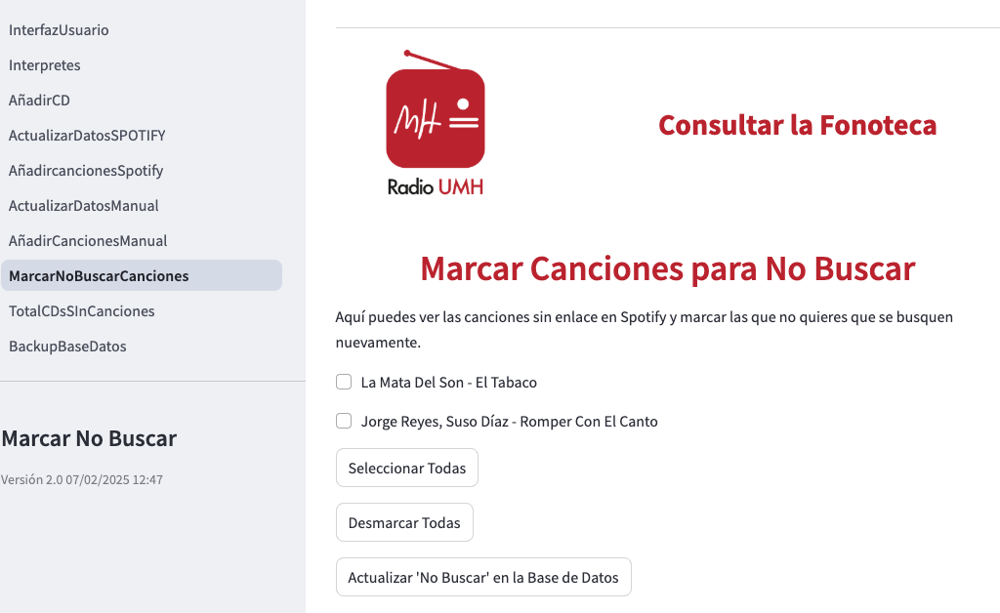 InterfazUsuario
Interpretes
AñadirCD
ActualizarDatosSPOTIFY
AñadircancionesSpotify
ActualizarDatosManual
AñadirCancionesManual
MarcarNoBuscarCanciones
TotalCDsSInCanciones
BackupBaseDatos
Marcar No Buscar
Versión 2.0 07/02/2025 12:47
MH
Radio UMH
Consultar la Fonoteca
Marcar Canciones para No Buscar
Aquí puedes ver las canciones sin enlace en Spotify y marcar las que no quieres que se busquen
nuevamente.
La Mata Del Son - El Tabaco
Jorge Reyes, Suso Díaz - Romper Con El Canto
Seleccionar Todas
Desmarcar Todas
Actualizar 'No Buscar' en la Base de Datos